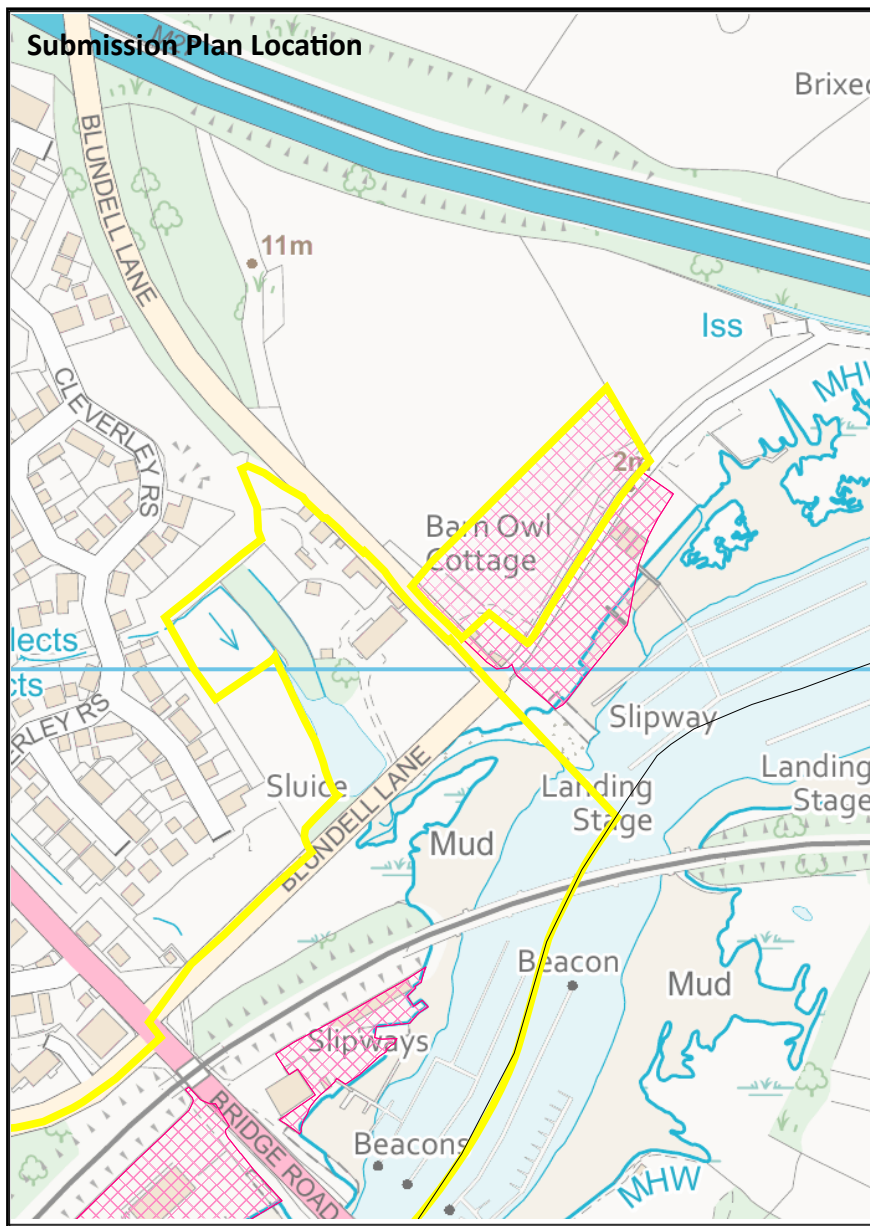 Submission Plan Location
Brixed
BLUNDELL LANE
11m
Iss
MHW
CLEVERLEY RS
2m
Barn Owl
Cottage
lects
cts
ERLEY RS
Slipway
Sluice
BLUNDELL LANE
Landing
Stage
Landing
Stage
Mud
Beacon
Mud
Slipways
BRIDGE ROAD
Beacons
MHW